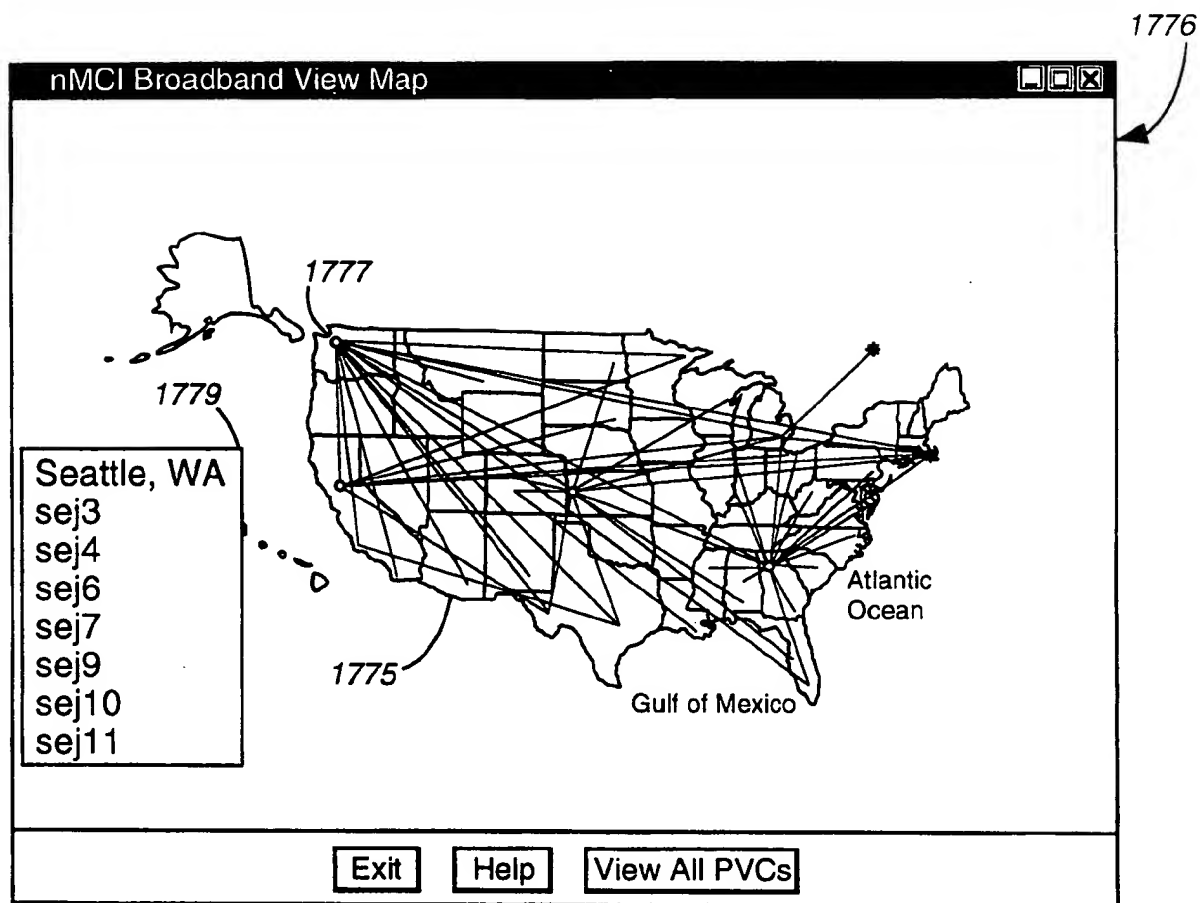 1776
nMCI Broadband View Map
1777
1779
Seattle, WA
sej3
sej4
sej6
sej7
sej9
sej10
sej11
Atlantic
Ocean
1775
Gulf of Mexico
Exit
Help
View All PVCs